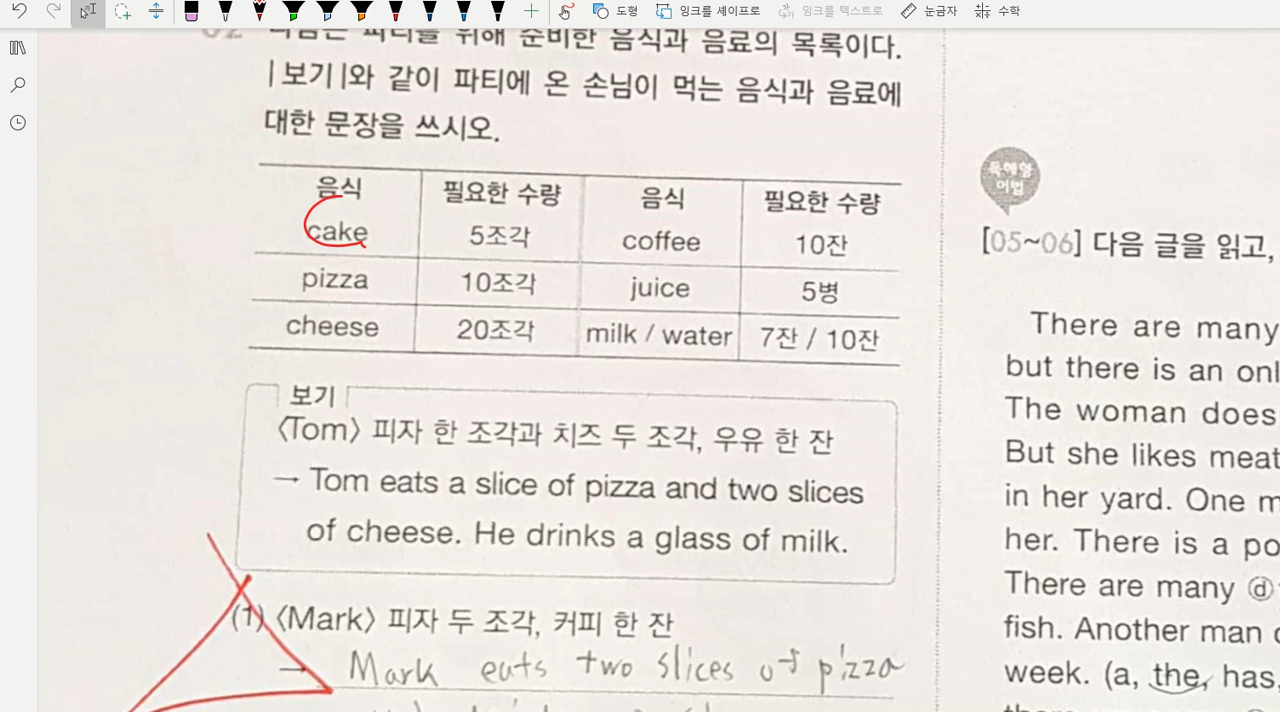 도형
잉크를 셰이프로
잉크를 텍스트로
눈금자
수학
02 다음은 파티를 위해 준비한 음식과 음료의 목록이다.
|보기|와 같이 파티에 온 손님이 먹는 음식과 음료에
대한 문장을 쓰시오.
음식 필요한 수량 음식 필요한 수량
cake 5조각 coffee 10잔
pizza 10조각 juice 5병
cheese 20조각 milk / water 7잔 / 10잔
보기
〈Tom〉 피자 한 조각과 치즈 두 조각, 우유 한 잔
→ Tom eats a slice of pizza and two slices
of cheese. He drinks a glass of milk.
(1) 〈Mark〉 피자 두 조각, 커피 한 잔
→ Mark eats two slices of pizza
독해형
어법
[05~06] 다음 글을 읽고,
There are many
but there is an
The woman does
But she likes meat
in her yard. One
her. There is a
There are many ⓓ
fish. Another man
week. (a, the, has,